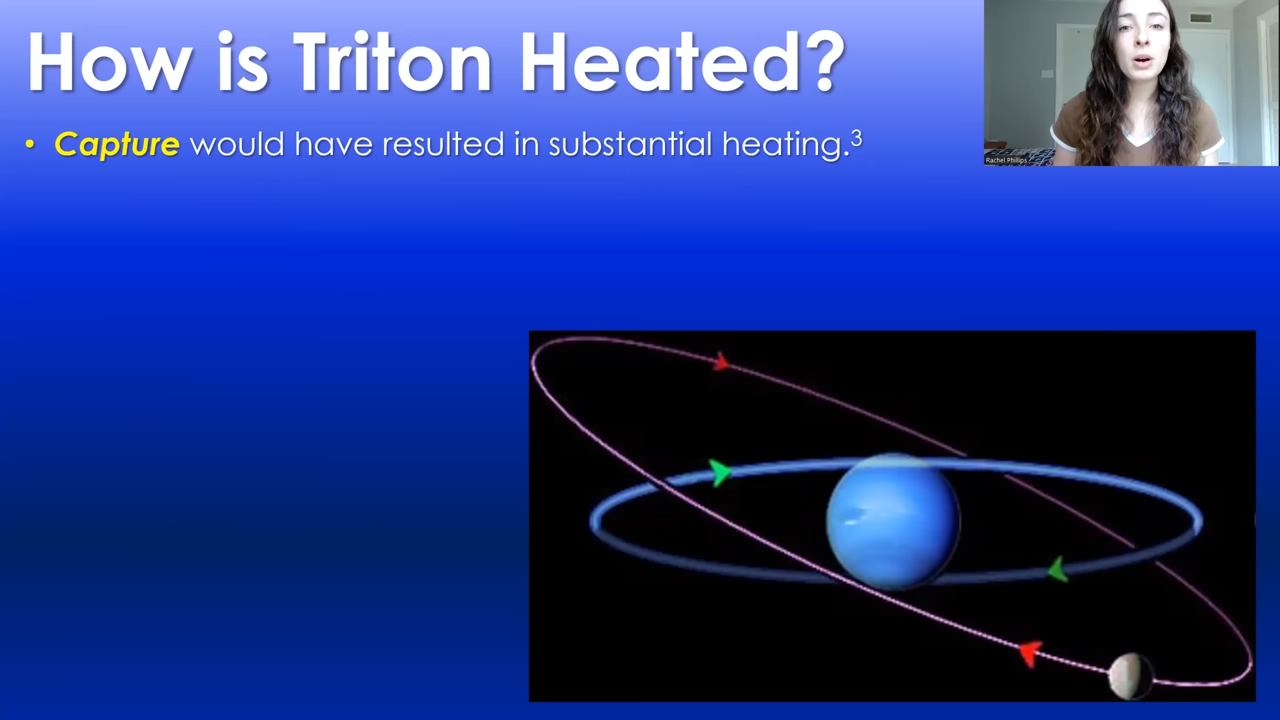 How is Triton Heated?
• Capture would have resulted in substantial heating.³
Rachel Phillips